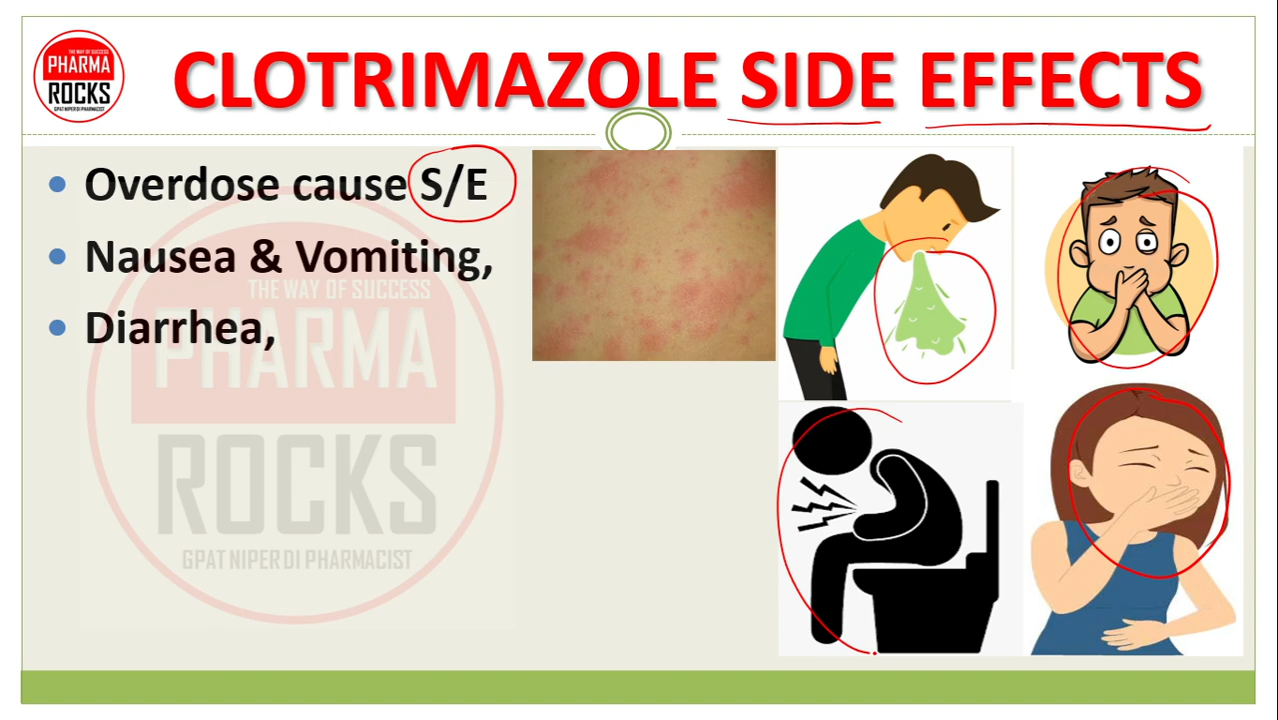 THE WAY OF SUCCESS
PHARMA
ROCKS
GPAT NIPER DI PHARMACIST
CLOTRIMAZOLE SIDE EFFECTS
• Overdose cause S/E
• Nausea & Vomiting,
• Diarrhea,
THE WAY OF SUCCESS
PHARMA
ROCKS
GPAT NIPER DI PHARMACIST